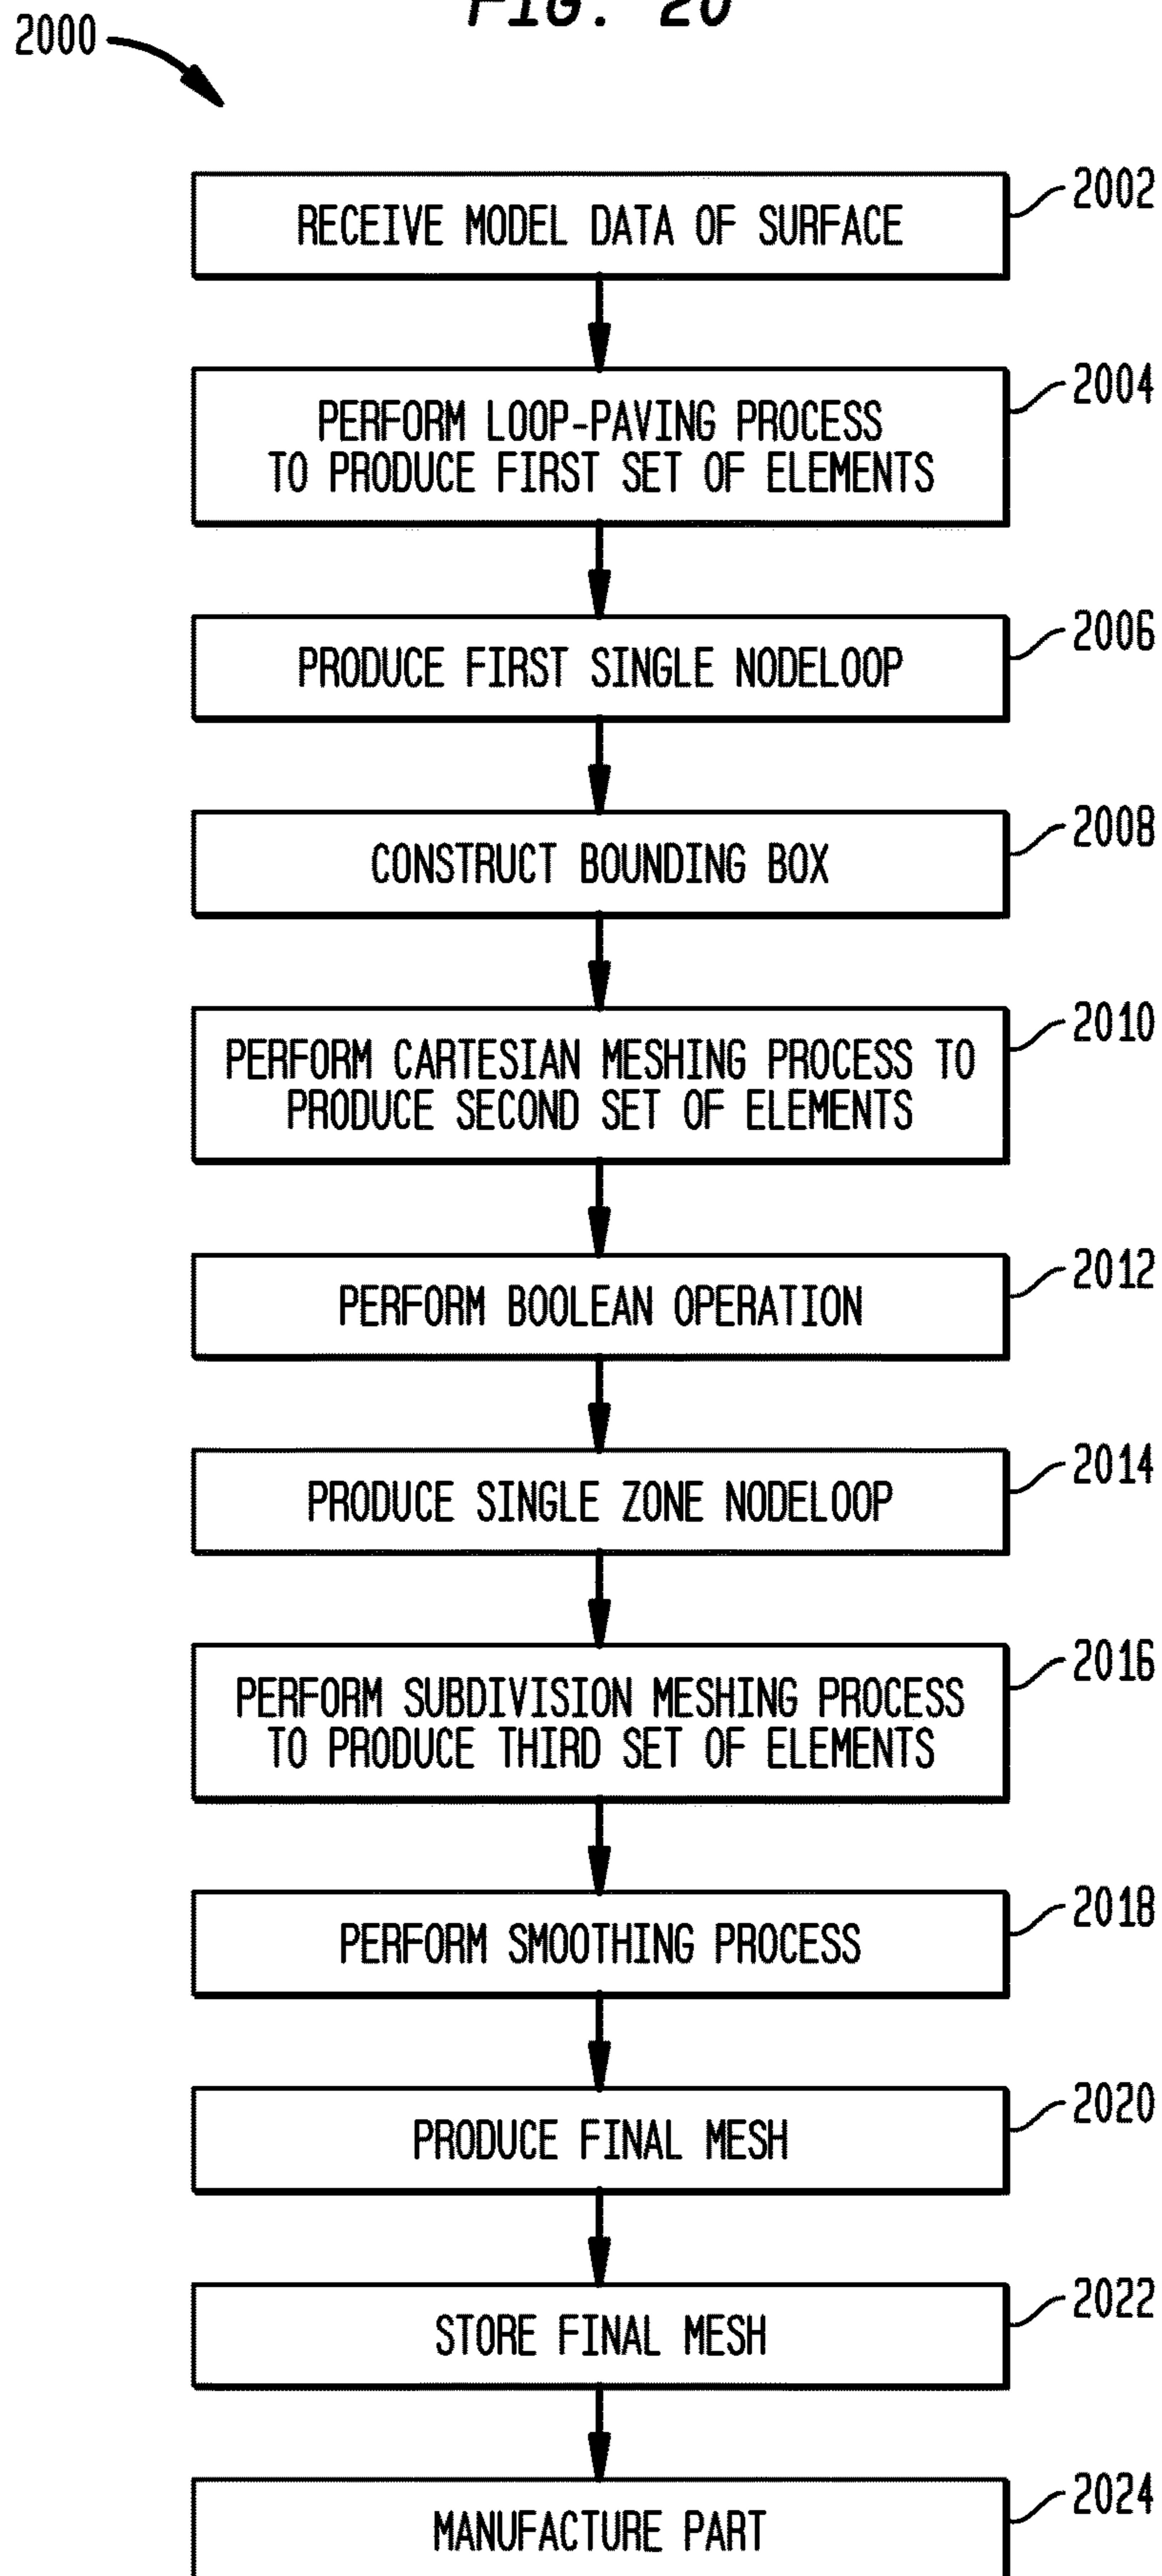 FIG. 20
2000
RECEIVE MODEL DATA OF SURFACE
2002
PERFORM LOOP-PAVING PROCESS
TO PRODUCE FIRST SET OF ELEMENTS
2004
PRODUCE FIRST SINGLE NODELOOP
2006
CONSTRUCT BOUNDING BOX
2008
PERFORM CARTESIAN MESHING PROCESS TO
PRODUCE SECOND SET OF ELEMENTS
2010
PERFORM BOOLEAN OPERATION
2012
PRODUCE SINGLE ZONE NODELOOP
2014
PERFORM SUBDIVISION MESHING PROCESS
TO PRODUCE THIRD SET OF ELEMENTS
2016
PERFORM SMOOTHING PROCESS
2018
PRODUCE FINAL MESH
2020
STORE FINAL MESH
2022
MANUFACTURE PART
2024